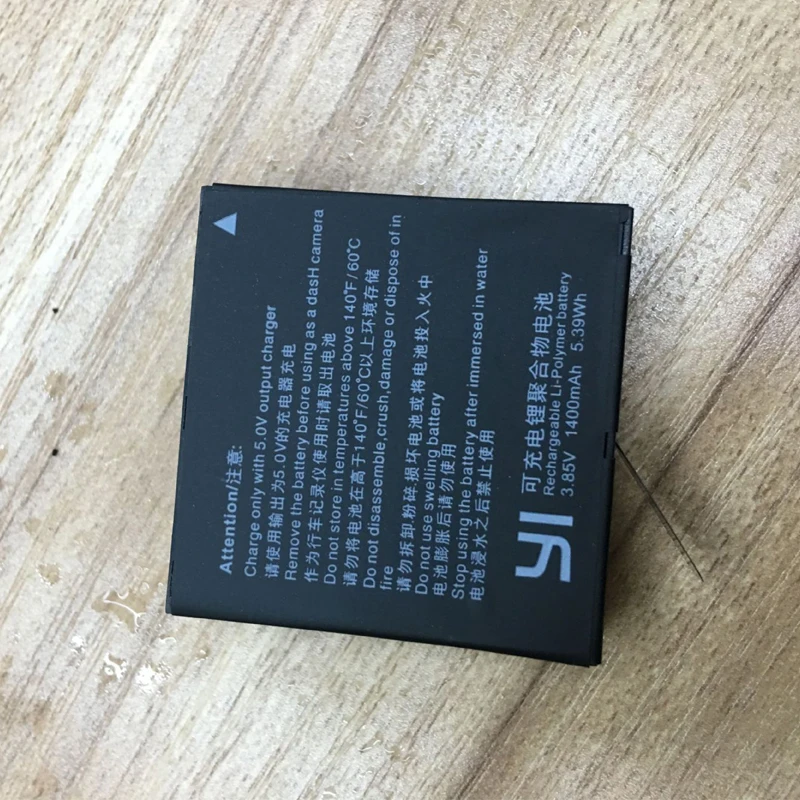 Attention/注意:
Charge only with 5.0V output charger
请使用输出为5.0V的充电器充电
Remove the battery before using as a dasH camera
作为行车记录仪使用时请取出电池
Do not store in temperatures above 140°F/60℃
请勿将电池在高于140°F/60℃以上环境存储
Do not disassemble,crush,damage or dispose of in
fire
请勿拆卸.粉碎.损坏电池或将电池投入火中
Do not use swelling battery
电池膨胀后请勿使用
Stop using the battery after immersed in water
电池浸水之后禁止使用
YI
可充电锂聚合物电池
Rechargeable Li-Polymer battery
3.85V 1400mAh 5.39Wh